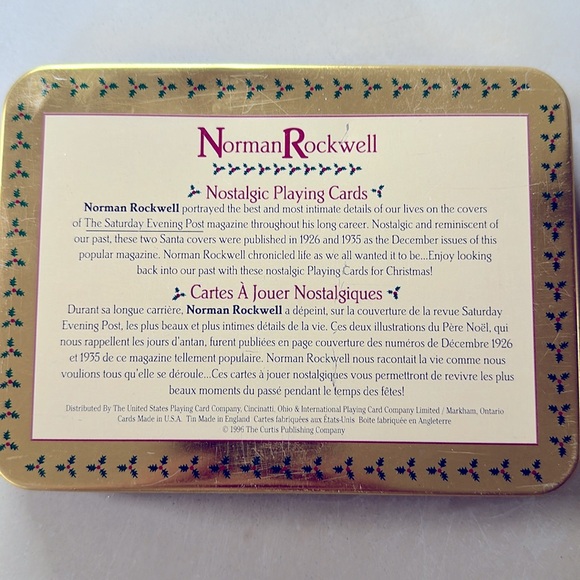 Norman Rockwell
Nostalgic Playing Cards
Norman Rockwell portrayed the best and most intimate details of our lives on the covers
of The Saturday Evening Post magazine throughout his long career. Nostalgic and reminiscent of
our past, these two Santa covers were published in 1926 and 1935 as the December issues of this
popular magazine. Norman Rockwell chronicled life as we all wanted it to be...Enjoy looking
back into our past with these nostalgic Playing Cards for Christmas!
Cartes À Jouer Nostalgiques
Durant sa longue carrière, Norman Rockwell a dépeint, sur la couverture de la revue Saturday
Evening Post, les plus beaux et plus intimes détails de la vie. Ces deux illustrations du Père Noël, qui
nous rappellent les jours d'antan, furent publiées en page couverture des numéros de Décembre 1926
et 1935 de ce magazine tellement populaire. Norman Rockwell nous racontait la vie comme nous
voulions tous qu'elle se déroule...Ces cartes à jouer nostalgiques vous permettront de revivre les plus
beaux moments du passé pendant le temps des fêtes!
Distributed By The United States Playing Card Company, Cincinatti, Ohio & International Playing Card Company Limited / Markham, Ontario
Cards Made in U.S.A. Tin Made in England Cartes fabriquées aux États-Unis Boite fabriquée en Angleterre
© 1996 The Curtis Publishing Company